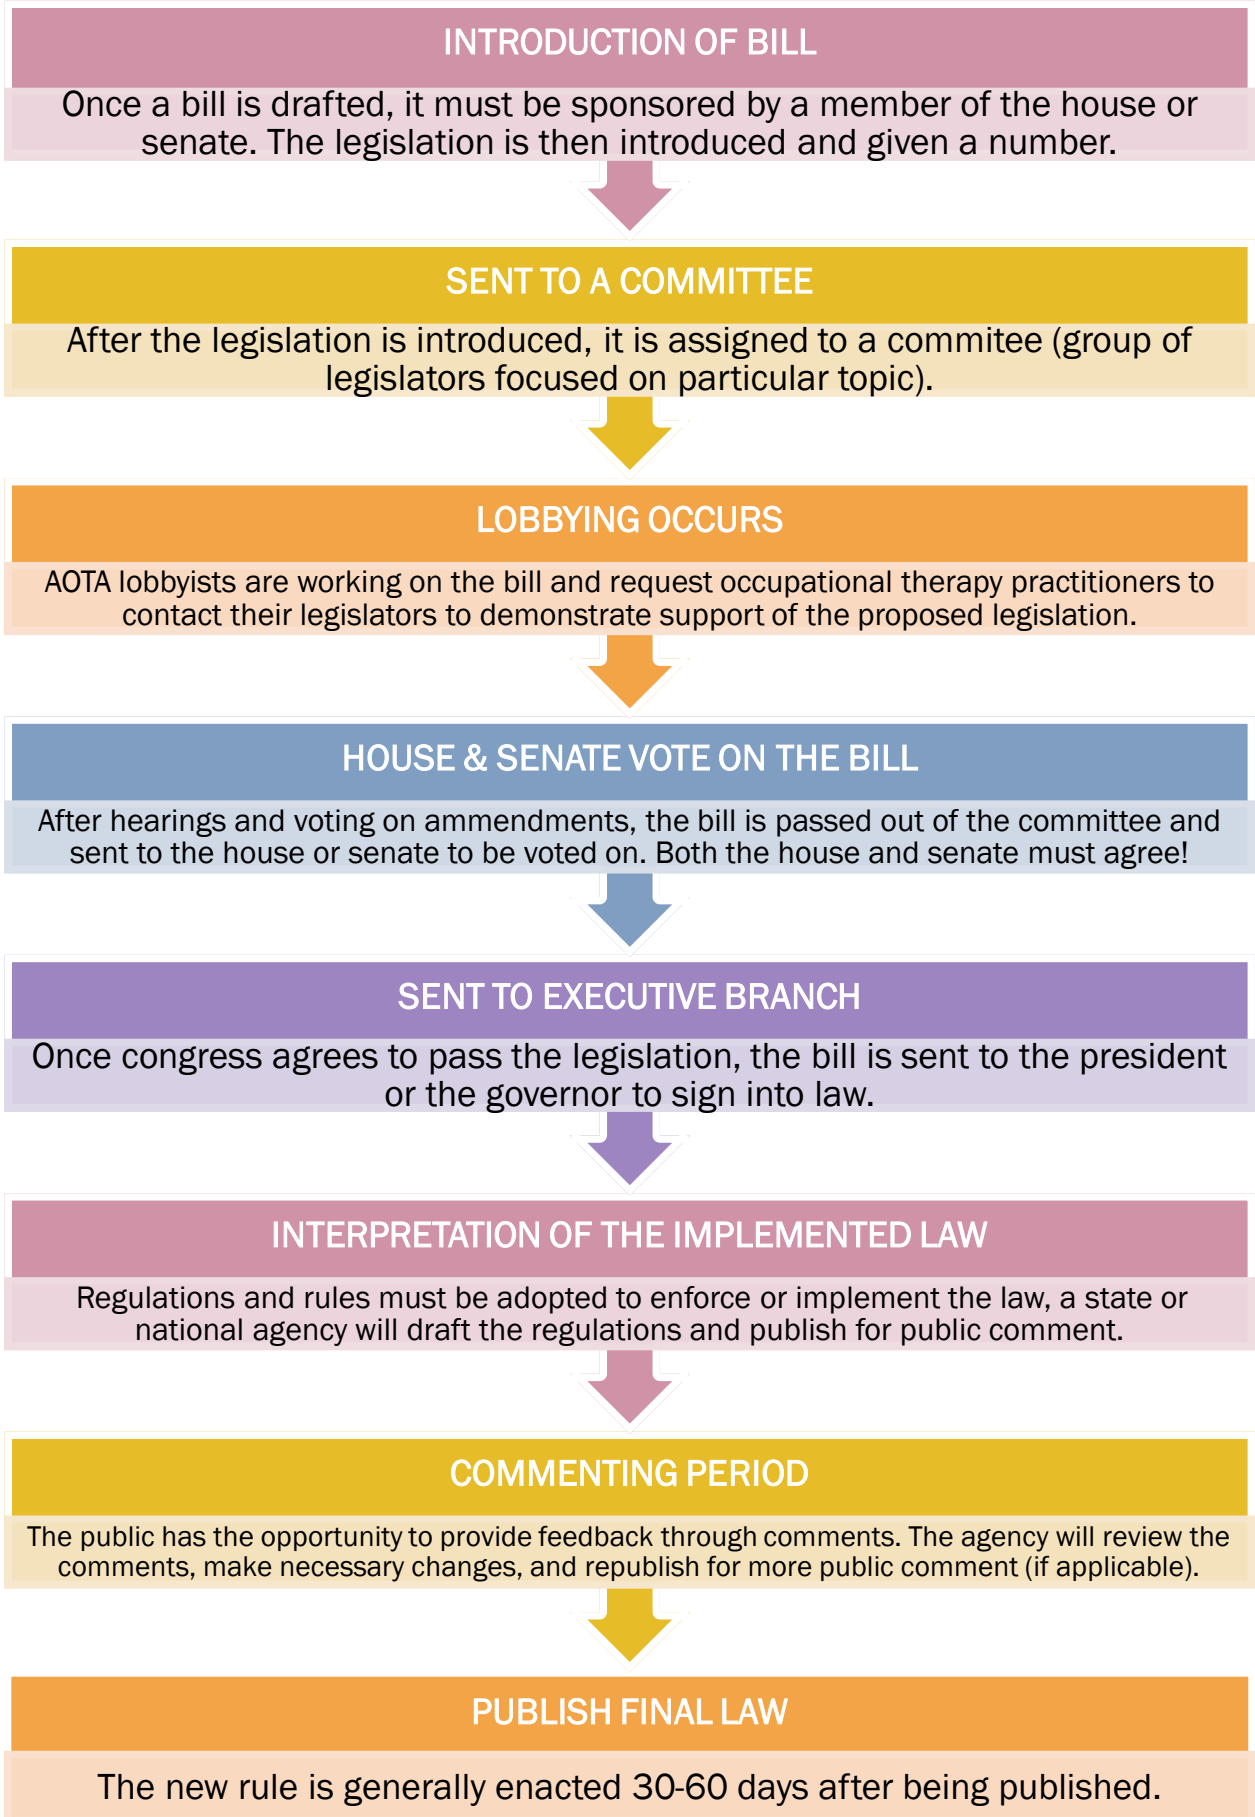 INTRODUCTION OF BILL
Once a bill is drafted, it must be sponsored by a member of the house or
senate. The legislation is then introduced and given a number.
SENT TO A COMMITTEE
After the legislation is introduced, it is assigned to a commitee (group of
legislators focused on particular topic).
LOBBYING OCCURS
AOTA lobbyists are working on the bill and request occupational therapy practitioners to
contact their legislators to demonstrate support of the proposed legislation.
HOUSE & SENATE VOTE ON THE BILL
After hearings and voting on ammendments, the bill is passed out of the committee and
sent to the house or senate to be voted on. Both the house and senate must agree!
SENT TO EXECUTIVE BRANCH
Once congress agrees to pass the legislation, the bill is sent to the president
or the governor to sign into law.
INTERPRETATION OF THE IMPLEMENTED LAW
Regulations and rules must be adopted to enforce or implement the law, a state or
national agency will draft the regulations and publish for public comment.
COMMENTING PERIOD
The public has the opportunity to provide feedback through comments. The agency will review the
comments, make necessary changes, and republish for more public comment (if applicable).
PUBLISH FINAL LAW
The new rule is generally enacted 30-60 days after being published.